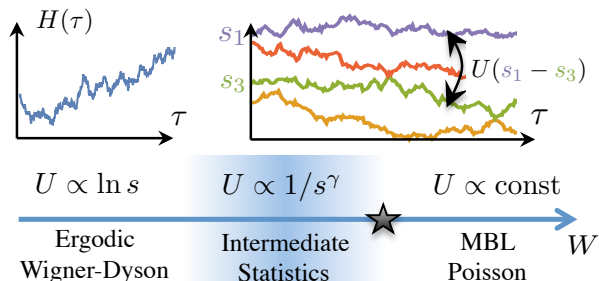 H(τ)
τ
s₁
s₃
U(s₁ − s₃)
τ
U ∝ ln s
U ∝ 1/s^γ
U ∝ const
W
Ergodic
Wigner-Dyson
Intermediate
Statistics
MBL
Poisson